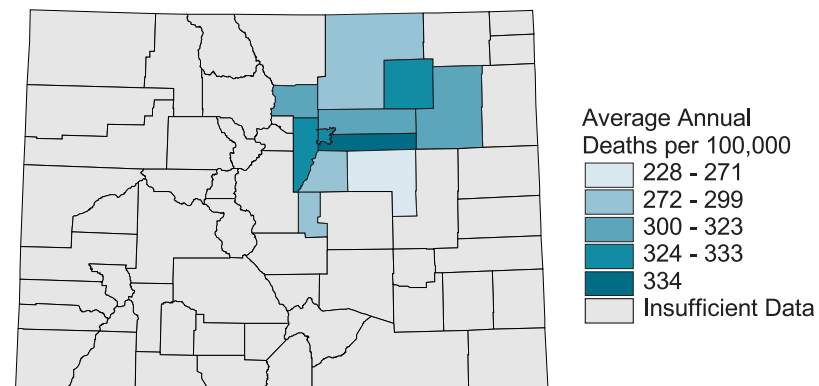 Average Annual
Deaths per 100,000
228 - 271
272 - 299
300 - 323
324 - 333
334
Insufficient Data